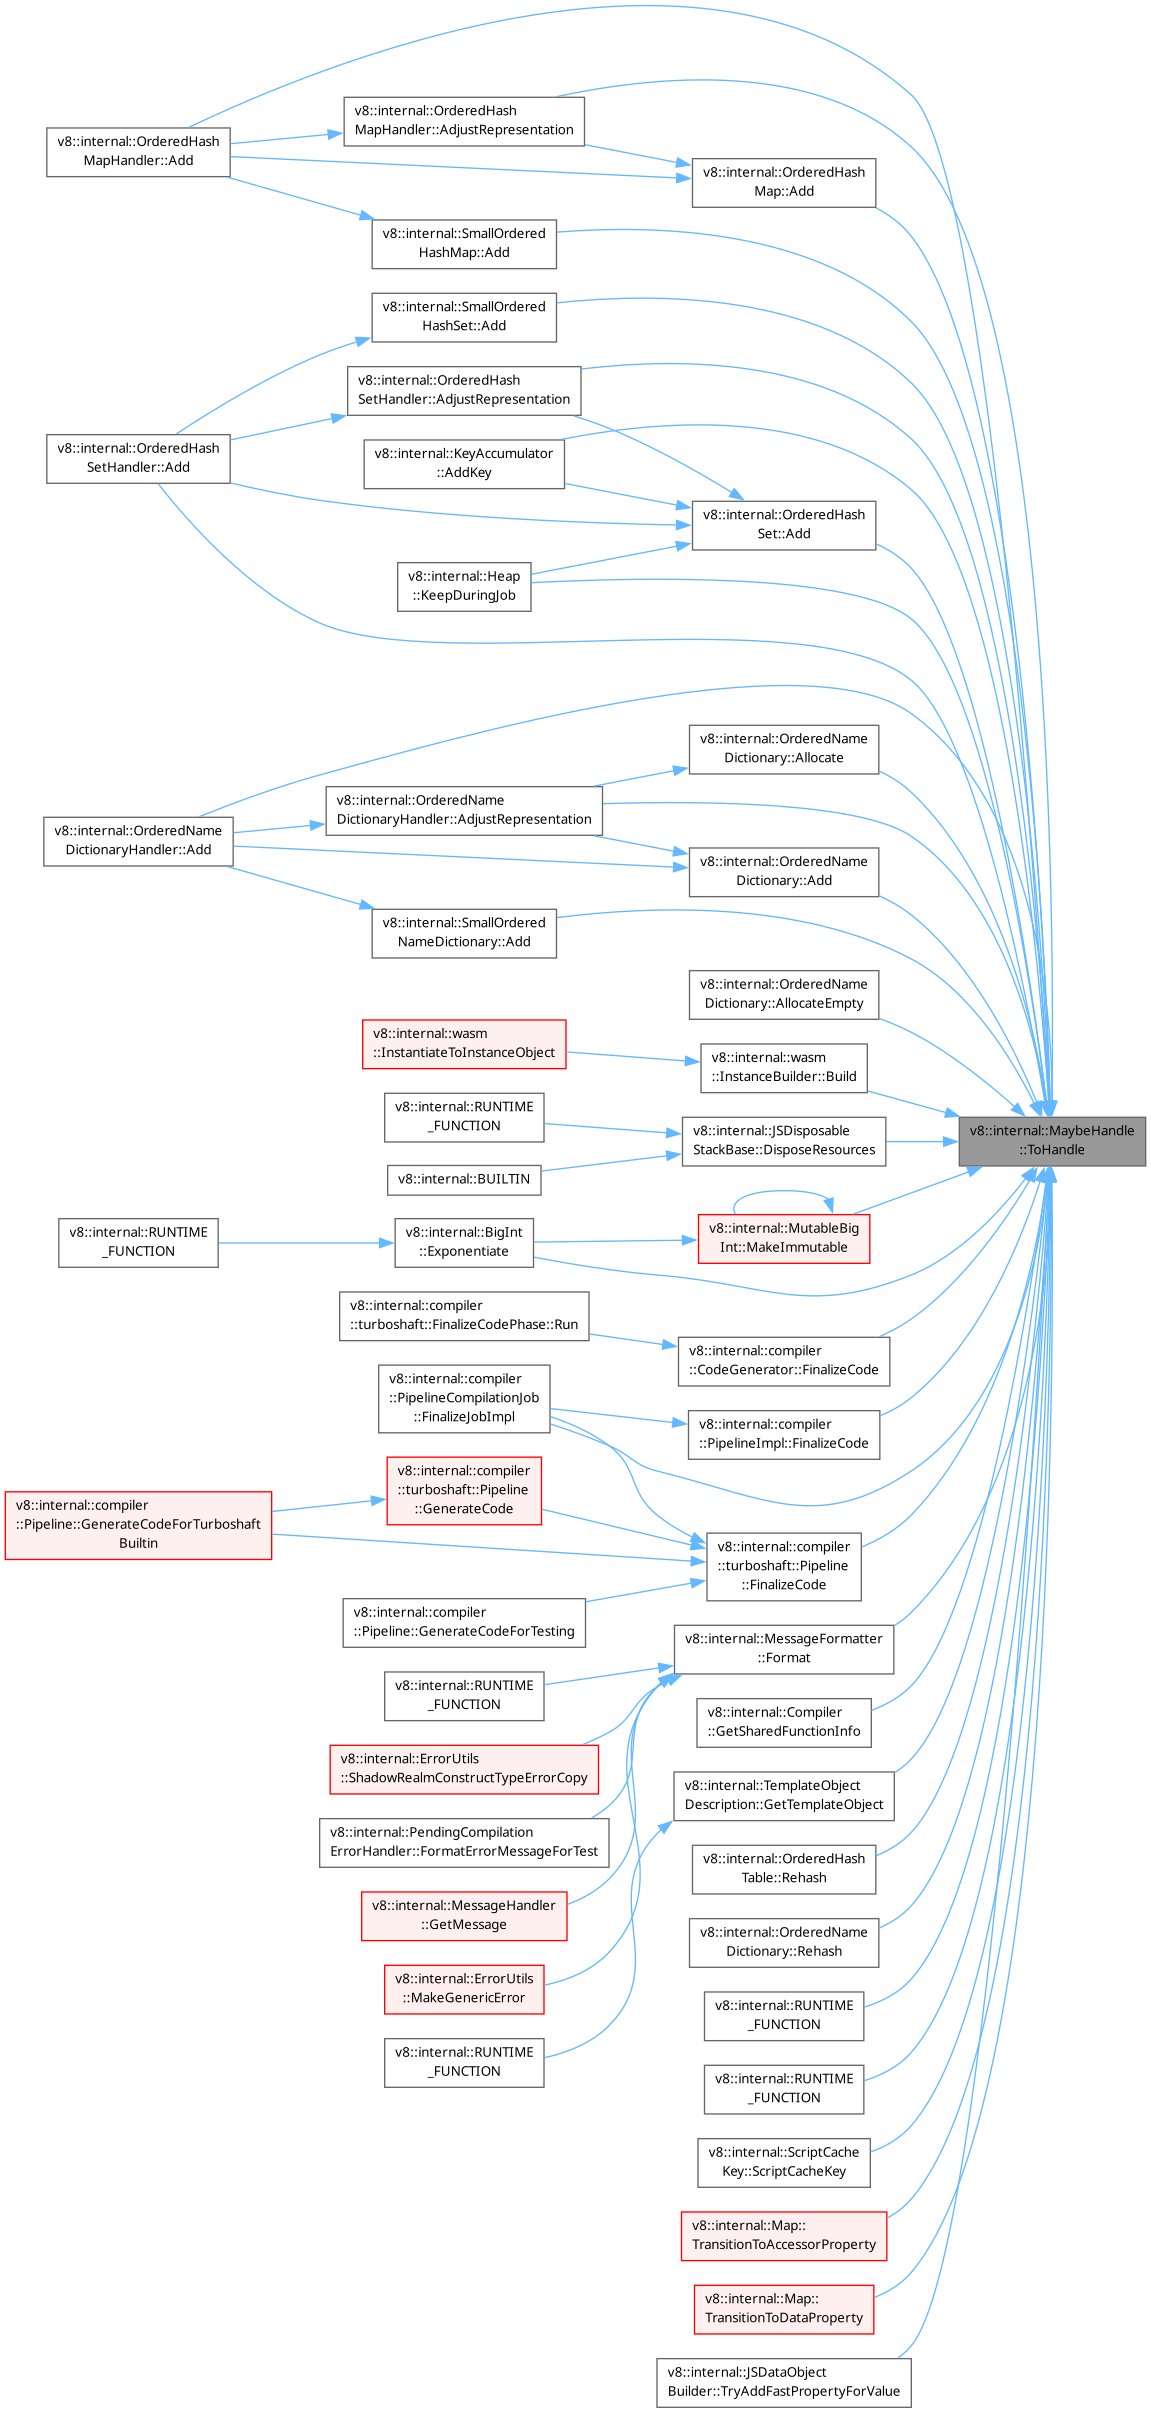 v8::internal::OrderedHash
MapHandler::AdjustRepresentation
v8::internal::OrderedHash
MapHandler::Add
v8::internal::OrderedHash
Map::Add
v8::internal::SmallOrdered
HashMap::Add
v8::internal::SmallOrdered
HashSet::Add
v8::internal::OrderedHash
SetHandler::AdjustRepresentation
v8::internal::OrderedHash
SetHandler::Add
v8::internal::KeyAccumulator
::AddKey
v8::internal::OrderedHash
Set::Add
v8::internal::Heap
::KeepDuringJob
v8::internal::OrderedName
Dictionary::Allocate
v8::internal::OrderedName
DictionaryHandler::AdjustRepresentation
v8::internal::OrderedName
DictionaryHandler::Add
v8::internal::OrderedName
Dictionary::Add
v8::internal::SmallOrdered
NameDictionary::Add
v8::internal::OrderedName
Dictionary::AllocateEmpty
v8::internal::wasm
::InstantiateToInstanceObject
v8::internal::wasm
::InstanceBuilder::Build
v8::internal::RUNTIME
_FUNCTION
v8::internal::JSDisposable
StackBase::DisposeResources
v8::internal::MaybeHandle
::ToHandle
v8::internal::BUILTIN
v8::internal::RUNTIME
_FUNCTION
v8::internal::BigInt
::Exponentiate
v8::internal::MutableBig
Int::MakeImmutable
v8::internal::compiler
::turboshaft::FinalizeCodePhase::Run
v8::internal::compiler
::CodeGenerator::FinalizeCode
v8::internal::compiler
::PipelineCompilationJob
::FinalizeJobImpl
v8::internal::compiler
::PipelineImpl::FinalizeCode
v8::internal::compiler
::turboshaft::Pipeline
::GenerateCode
v8::internal::compiler
::Pipeline::GenerateCodeForTurboshaft
Builtin
v8::internal::compiler
::turboshaft::Pipeline
::FinalizeCode
v8::internal::compiler
::Pipeline::GenerateCodeForTesting
v8::internal::MessageFormatter
::Format
v8::internal::RUNTIME
_FUNCTION
v8::internal::Compiler
::GetSharedFunctionInfo
v8::internal::ErrorUtils
::ShadowRealmConstructTypeErrorCopy
v8::internal::TemplateObject
Description::GetTemplateObject
v8::internal::PendingCompilation
ErrorHandler::FormatErrorMessageForTest
v8::internal::OrderedHash
Table::Rehash
v8::internal::MessageHandler
::GetMessage
v8::internal::OrderedName
Dictionary::Rehash
v8::internal::ErrorUtils
::MakeGenericError
v8::internal::RUNTIME
_FUNCTION
v8::internal::RUNTIME
_FUNCTION
v8::internal::RUNTIME
_FUNCTION
v8::internal::ScriptCache
Key::ScriptCacheKey
v8::internal::Map::
TransitionToAccessorProperty
v8::internal::Map::
TransitionToDataProperty
v8::internal::JSDataObject
Builder::TryAddFastPropertyForValue